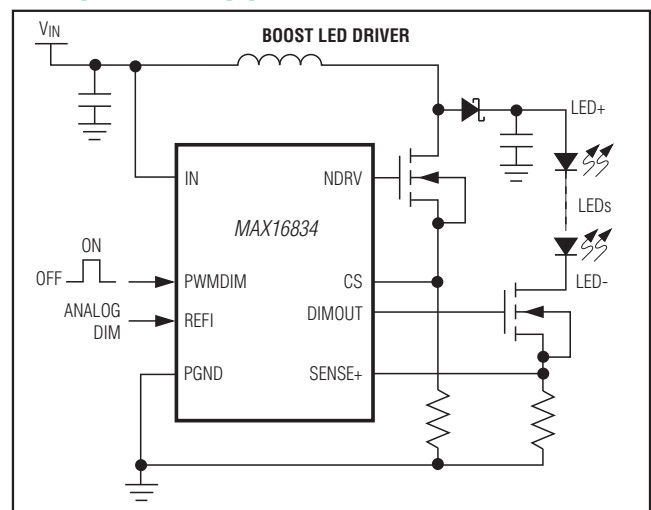 VIN
BOOST LED DRIVER
LED+
IN
NDRV
MAX16834
LEDs
ON
OFF
PWMDIM
CS
LED-
ANALOG
DIM
REFI
DIMOUT
PGND
SENSE+